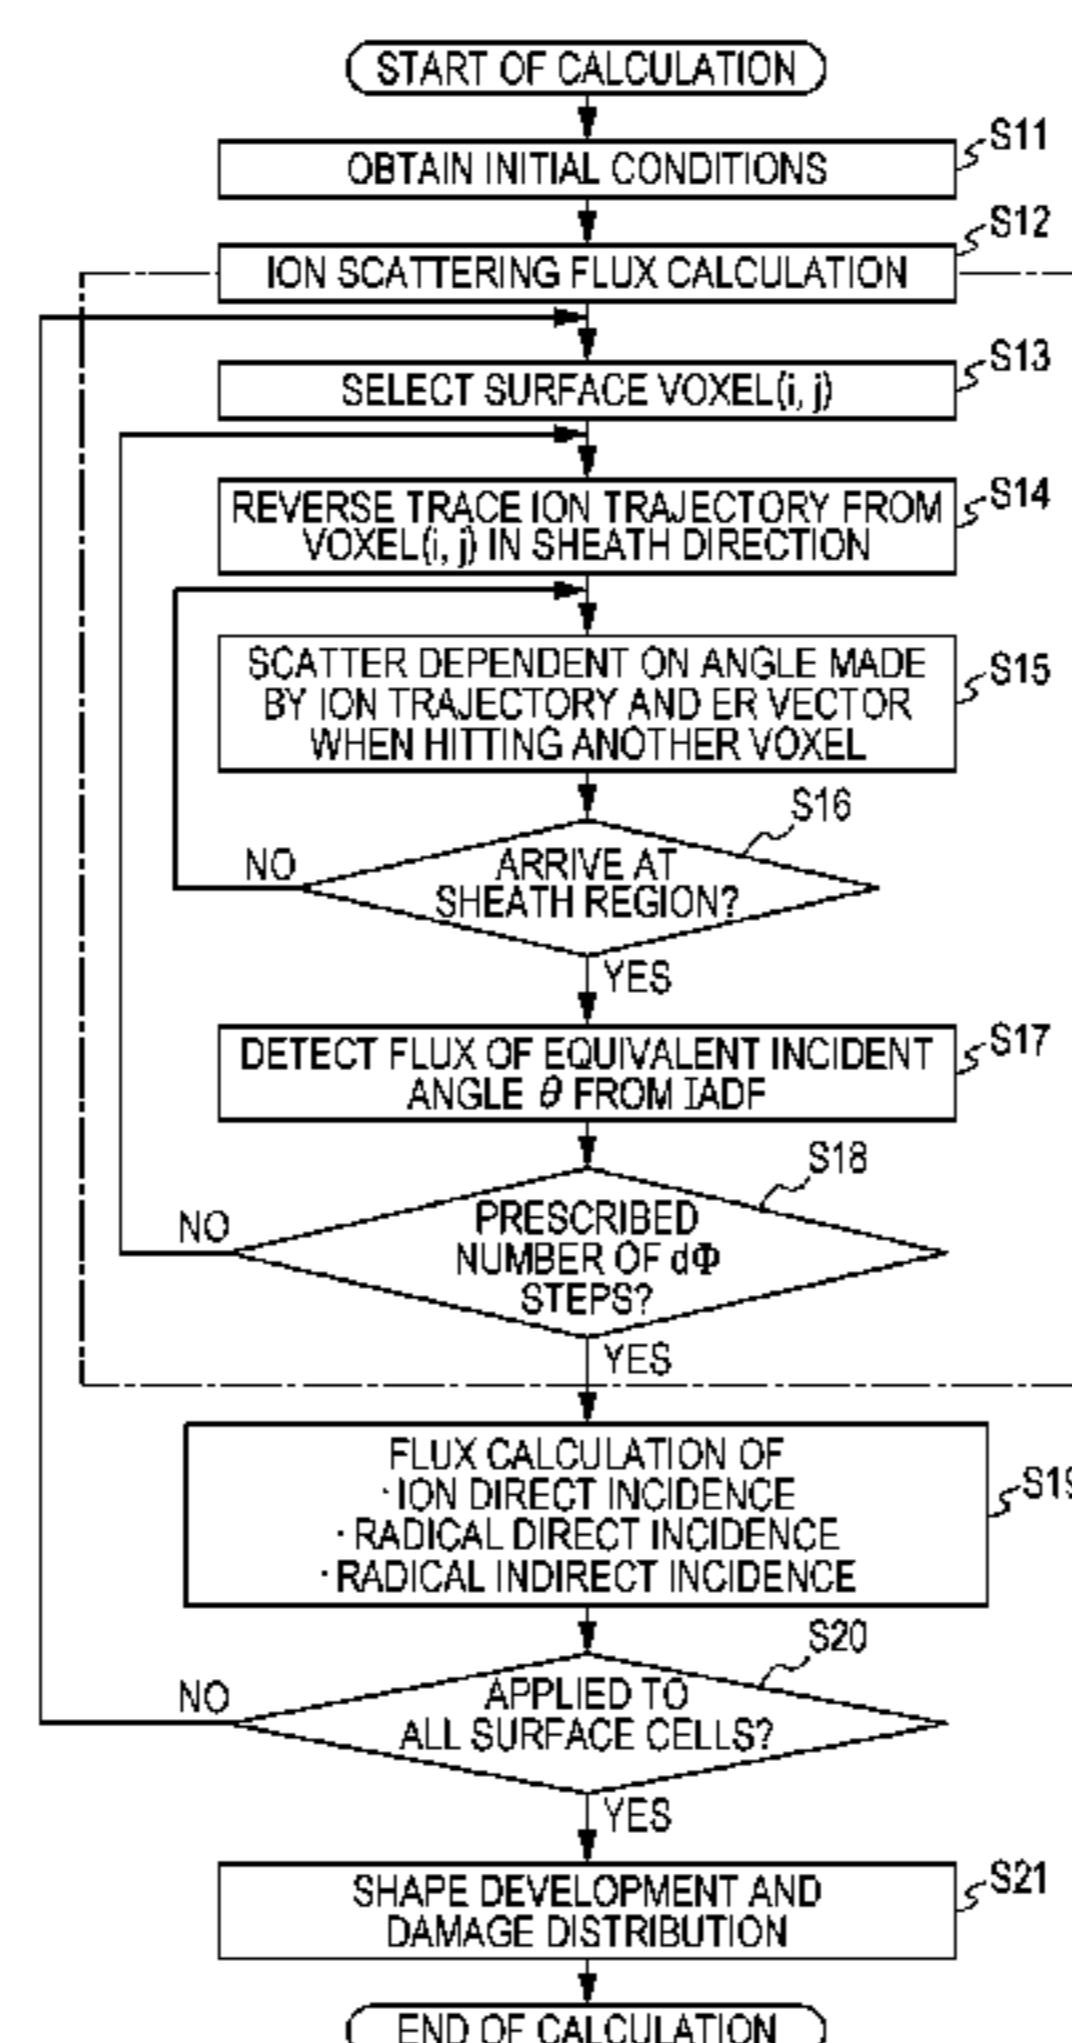 START OF CALCULATION
S11
OBTAIN INITIAL CONDITIONS
S12
ION SCATTERING FLUX CALCULATION
S13
SELECT SURFACE VOXEL(i, j)
S14
REVERSE TRACE ION TRAJECTORY FROM
VOXEL(i, j) IN SHEATH DIRECTION
S15
SCATTER DEPENDENT ON ANGLE MADE
BY ION TRAJECTORY AND ER VECTOR
WHEN HITTING ANOTHER VOXEL
S16
NO
ARRIVE AT
SHEATH REGION?
YES
S17
DETECT FLUX OF EQUIVALENT INCIDENT
ANGLE θ FROM IADF
S18
NO
PRESCRIBED
NUMBER OF dΦ
STEPS?
YES
S19
FLUX CALCULATION OF
·ION DIRECT INCIDENCE
·RADICAL DIRECT INCIDENCE
·RADICAL INDIRECT INCIDENCE
S20
NO
APPLIED TO
ALL SURFACE CELLS?
YES
S21
SHAPE DEVELOPMENT AND
DAMAGE DISTRIBUTION
END OF CALCULATION